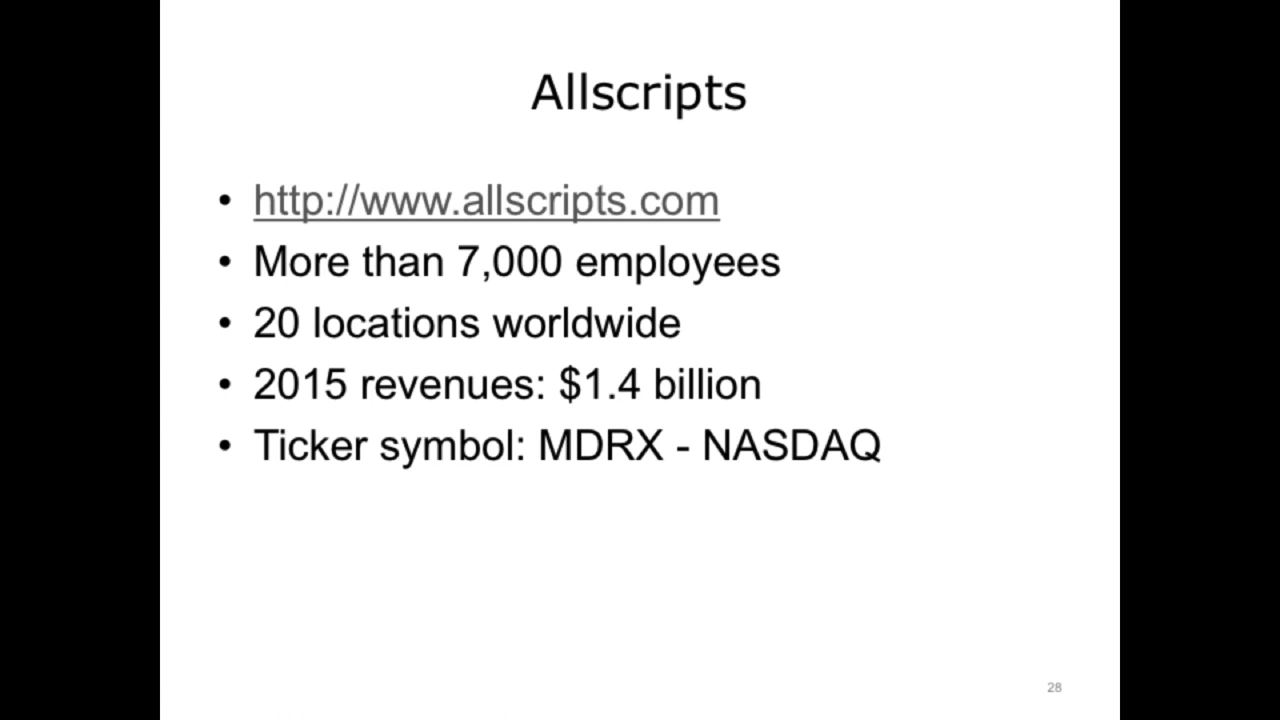 Allscripts
• http://www.allscripts.com
• More than 7,000 employees
• 20 locations worldwide
• 2015 revenues: $1.4 billion
• Ticker symbol: MDRX - NASDAQ
28